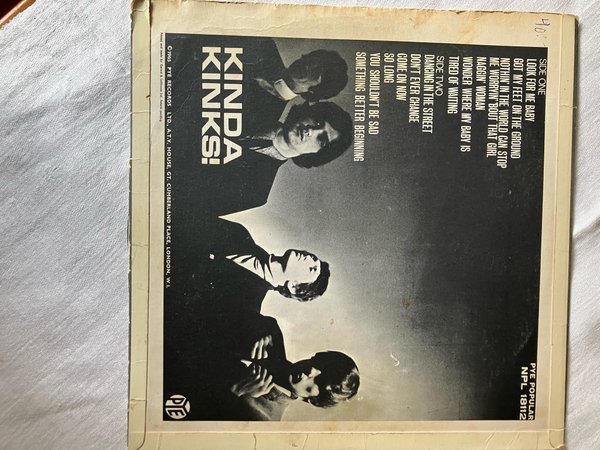 40:
PYE POPULAR
NPL 18112
SIDE ONE
LOOK FOR ME BABY
GOT MY FEET ON THE GROUND
NOTHIN' IN THE WORLD CAN STOP
ME WORRYIN' 'BOUT THAT GIRL
NAGGIN' WOMAN
WONDER WHERE MY BABY IS
TIRED OF WAITING
SIDE TWO
DANCING IN THE STREET
DON'T EVER CHANGE
COME ON NOW
SO LONG
YOU SHOULDN'T BE SAD
SOMETHING BETTER BEGINNING
KINDA
KINKS!
PYE
©1965 PYE RECORDS LTD., A.T.V. HOUSE, GT. CUMBERLAND PLACE, LONDON, W.1.